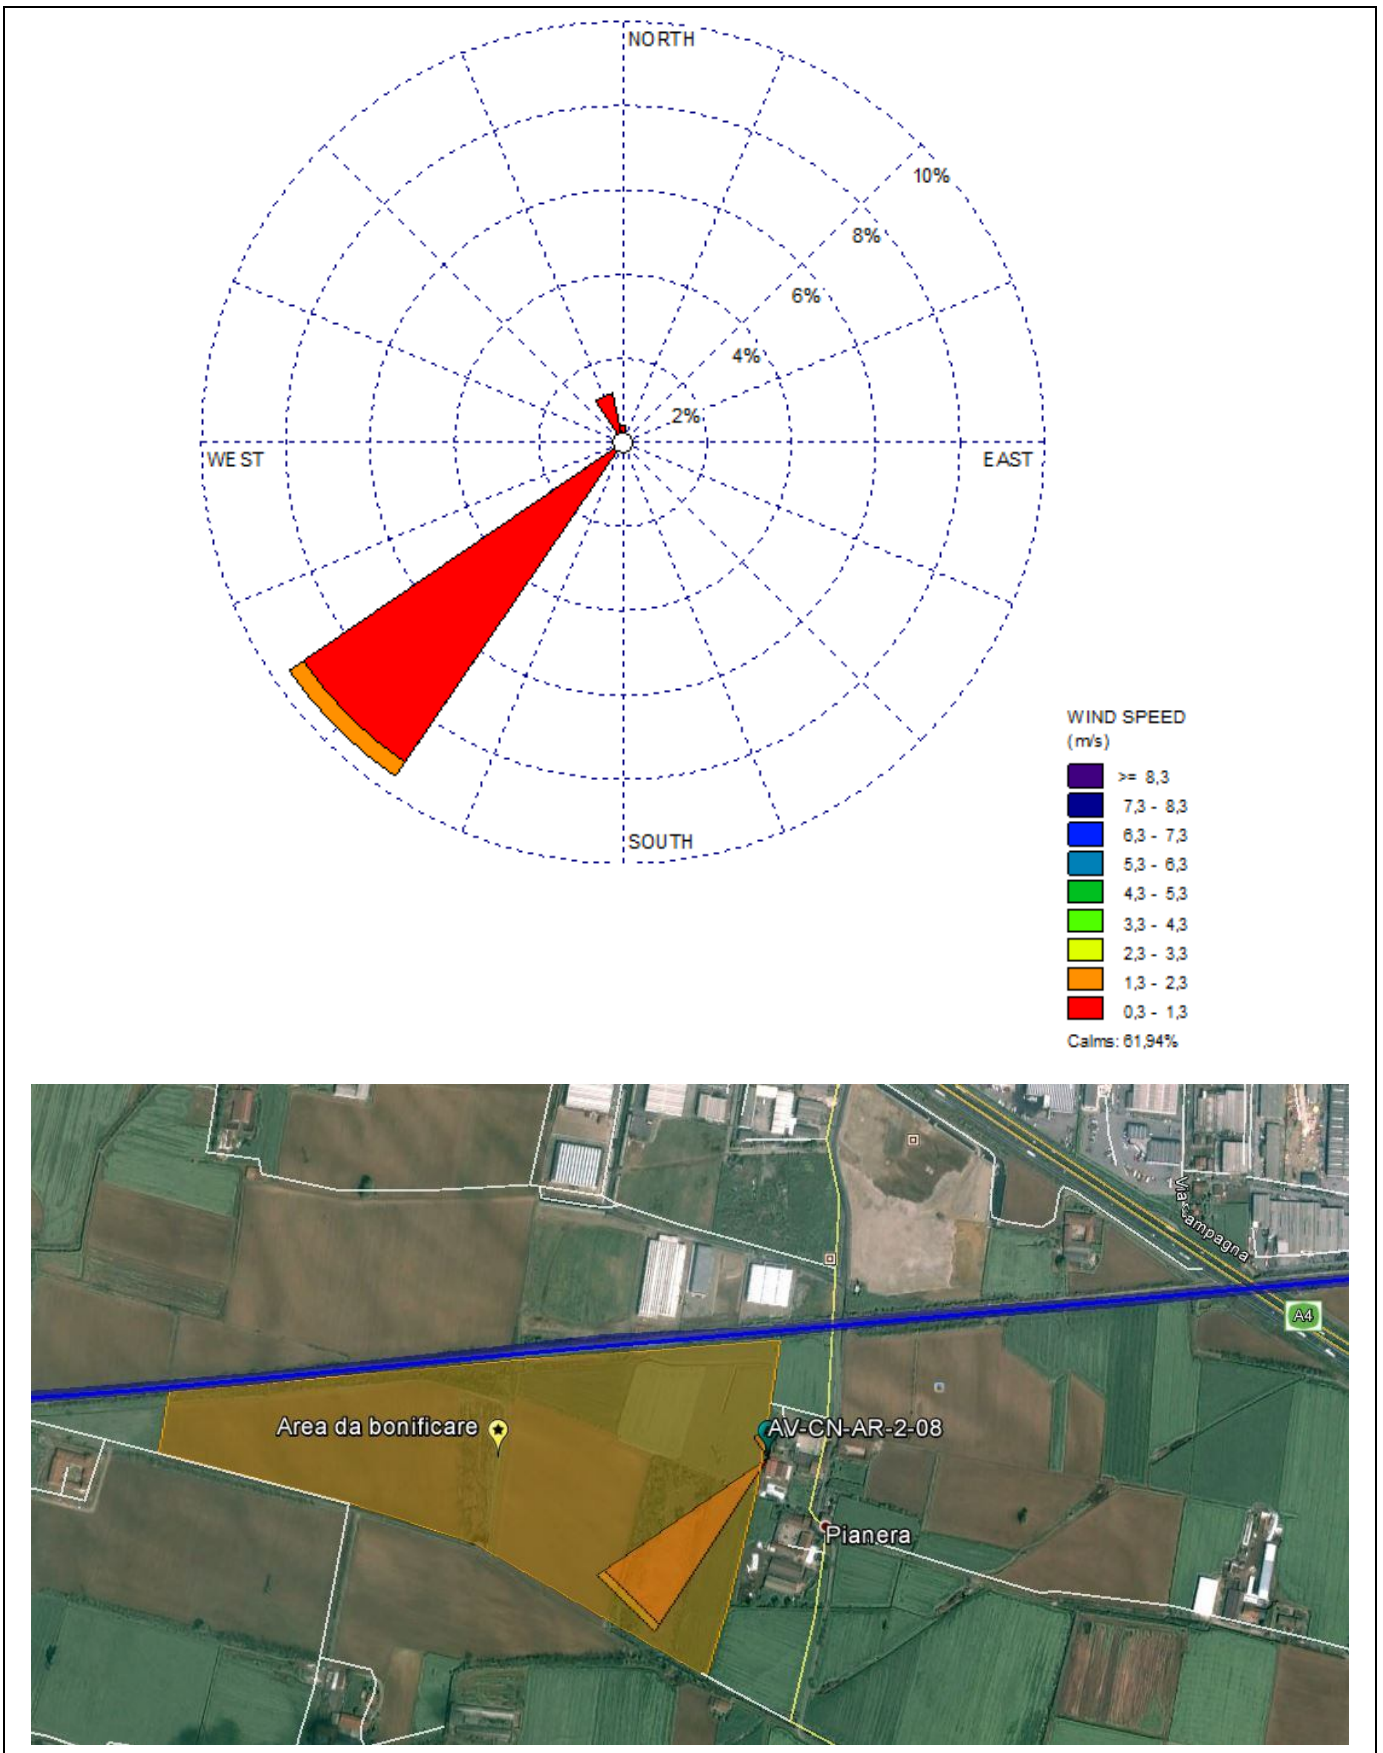 NORTH
10%
8%
6%
4%
2%
WEST
EAST
SOUTH
WIND SPEED
(m/s)
>= 8,3
7,3 - 8,3
6,3 - 7,3
5,3 - 6,3
4,3 - 5,3
3,3 - 4,3
2,3 - 3,3
1,3 - 2,3
0,3 - 1,3
Calms: 61,94%
Via Campagna
A4
Area da bonificare
AV-CN-AR-2-08
Pianera